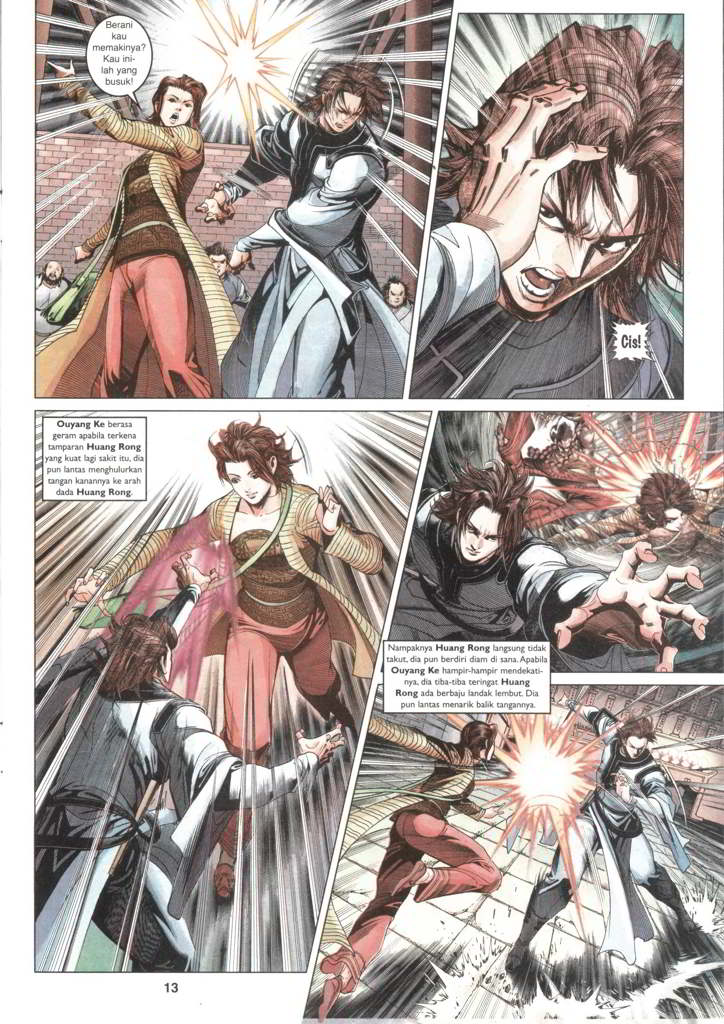 Berani
kau
memakinya?
Kau ini-
lah yang
busuk!
Cis!
Ouyang Ke berasa
geram apabila terkena
tamparan Huang Rong
yang kuat lagi sakit itu, dia
pun lantas menghulurkan
tangan kanannya ke arah
dada Huang Rong.
Nampaknya Huang Rong langsung tidak
takut, dia pun berdiri diam di sana. Apabila
Ouyang Ke hampir-hampir mendekati-
nya, dia tiba-tiba teringat Huang
Rong ada berbaju landak lembut. Dia
pun lantas menarik balik tangannya.
13